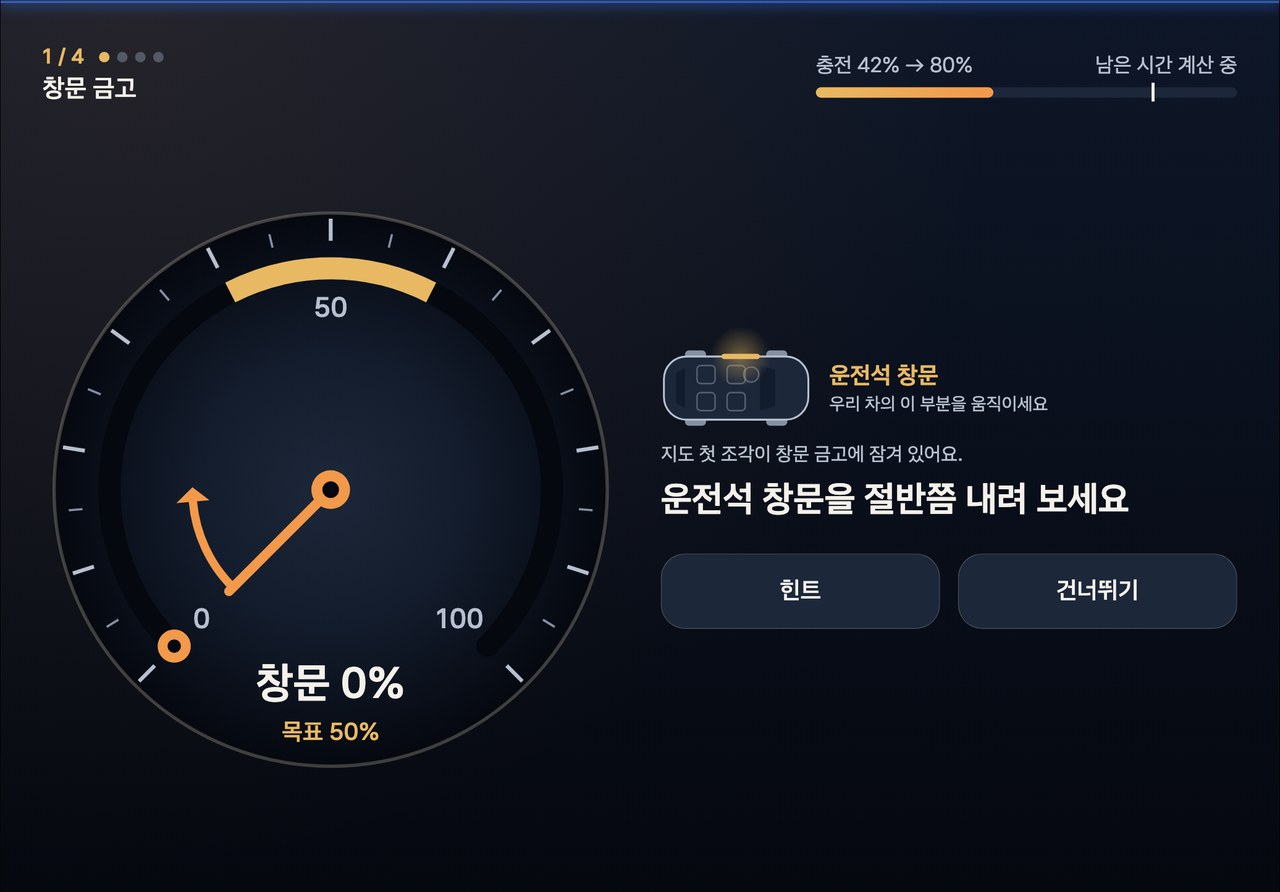 1 / 4
창문 금고
충전 42% → 80%
남은 시간 계산 중
50
0
100
창문 0%
목표 50%
운전석 창문
우리 차의 이 부분을 움직이세요
지도 첫 조각이 창문 금고에 잠겨 있어요.
운전석 창문을 절반쯤 내려 보세요
힌트
건너뛰기